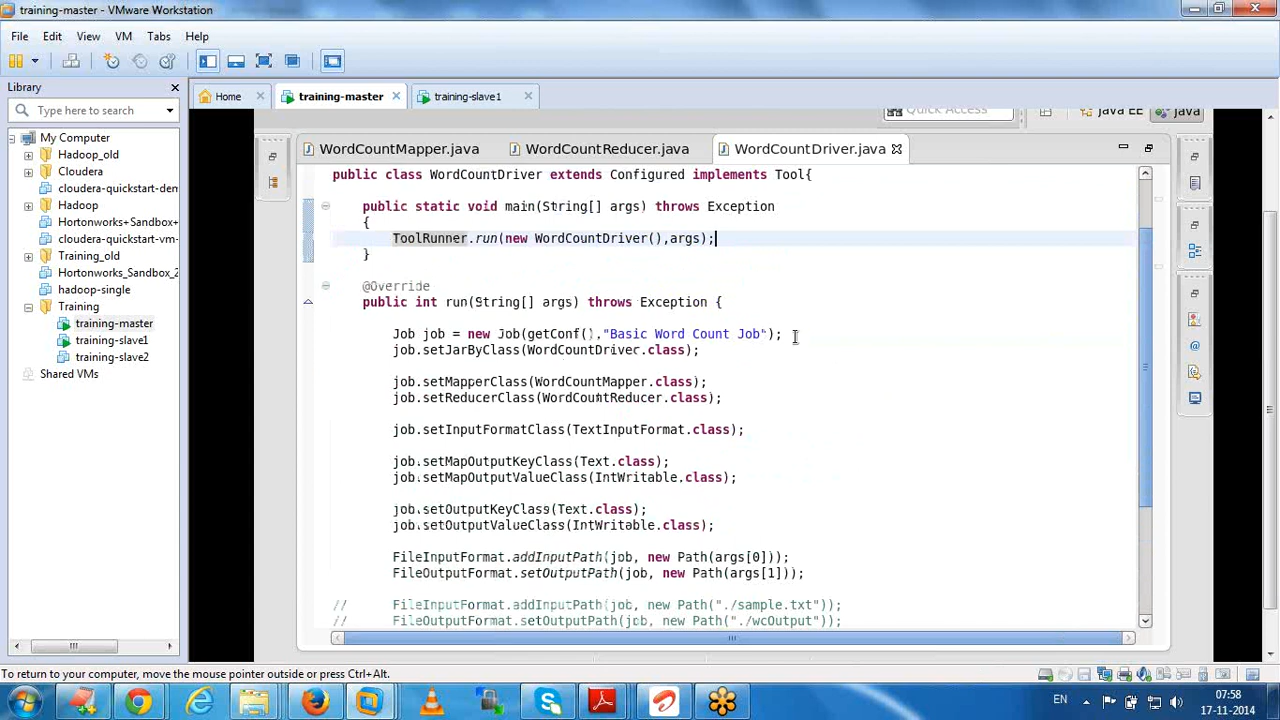 training-master - VMware Workstation
File Edit View VM Tabs Help
Library
Type here to search
My Computer
Hadoop_old
Cloudera
cloudera-quickstart-den
Hadoop
Hortonworks+Sandbox+
cloudera-quickstart-vm-
Training_old
Hortonworks_Sandbox_2
hadoop-single
Training
training-master
training-slave1
training-slave2
Shared VMs
Home training-master training-slave1
Quick Access Java EE Java
WordCountMapper.java WordCountReducer.java WordCountDriver.java
public class WordCountDriver extends Configured implements Tool{
public static void main(String[] args) throws Exception
{
ToolRunner.run(new WordCountDriver(),args);
}
@Override
public int run(String[] args) throws Exception {
Job job = new Job(getConf(),"Basic Word Count Job");
job.setJarByClass(WordCountDriver.class);
job.setMapperClass(WordCountMapper.class);
job.setReducerClass(WordCountReducer.class);
job.setInputFormatClass(TextInputFormat.class);
job.setMapOutputKeyClass(Text.class);
job.setMapOutputValueClass(IntWritable.class);
job.setOutputKeyClass(Text.class);
job.setOutputValueClass(IntWritable.class);
FileInputFormat.addInputPath(job, new Path(args[0]));
FileOutputFormat.setOutputPath(job, new Path(args[1]));
// FileInputFormat.addInputPath(job, new Path("./sample.txt"));
// FileOutputFormat.setOutputPath(job, new Path("./wcOutput"));
To return to your computer, move the mouse pointer outside or press Ctrl+Alt.
EN
07:58
17-11-2014